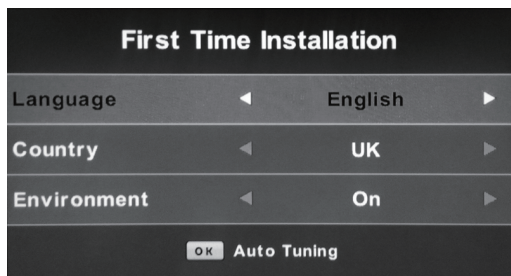 First Time Installation
Language English
Country UK
Environment On
OK Auto Tuning